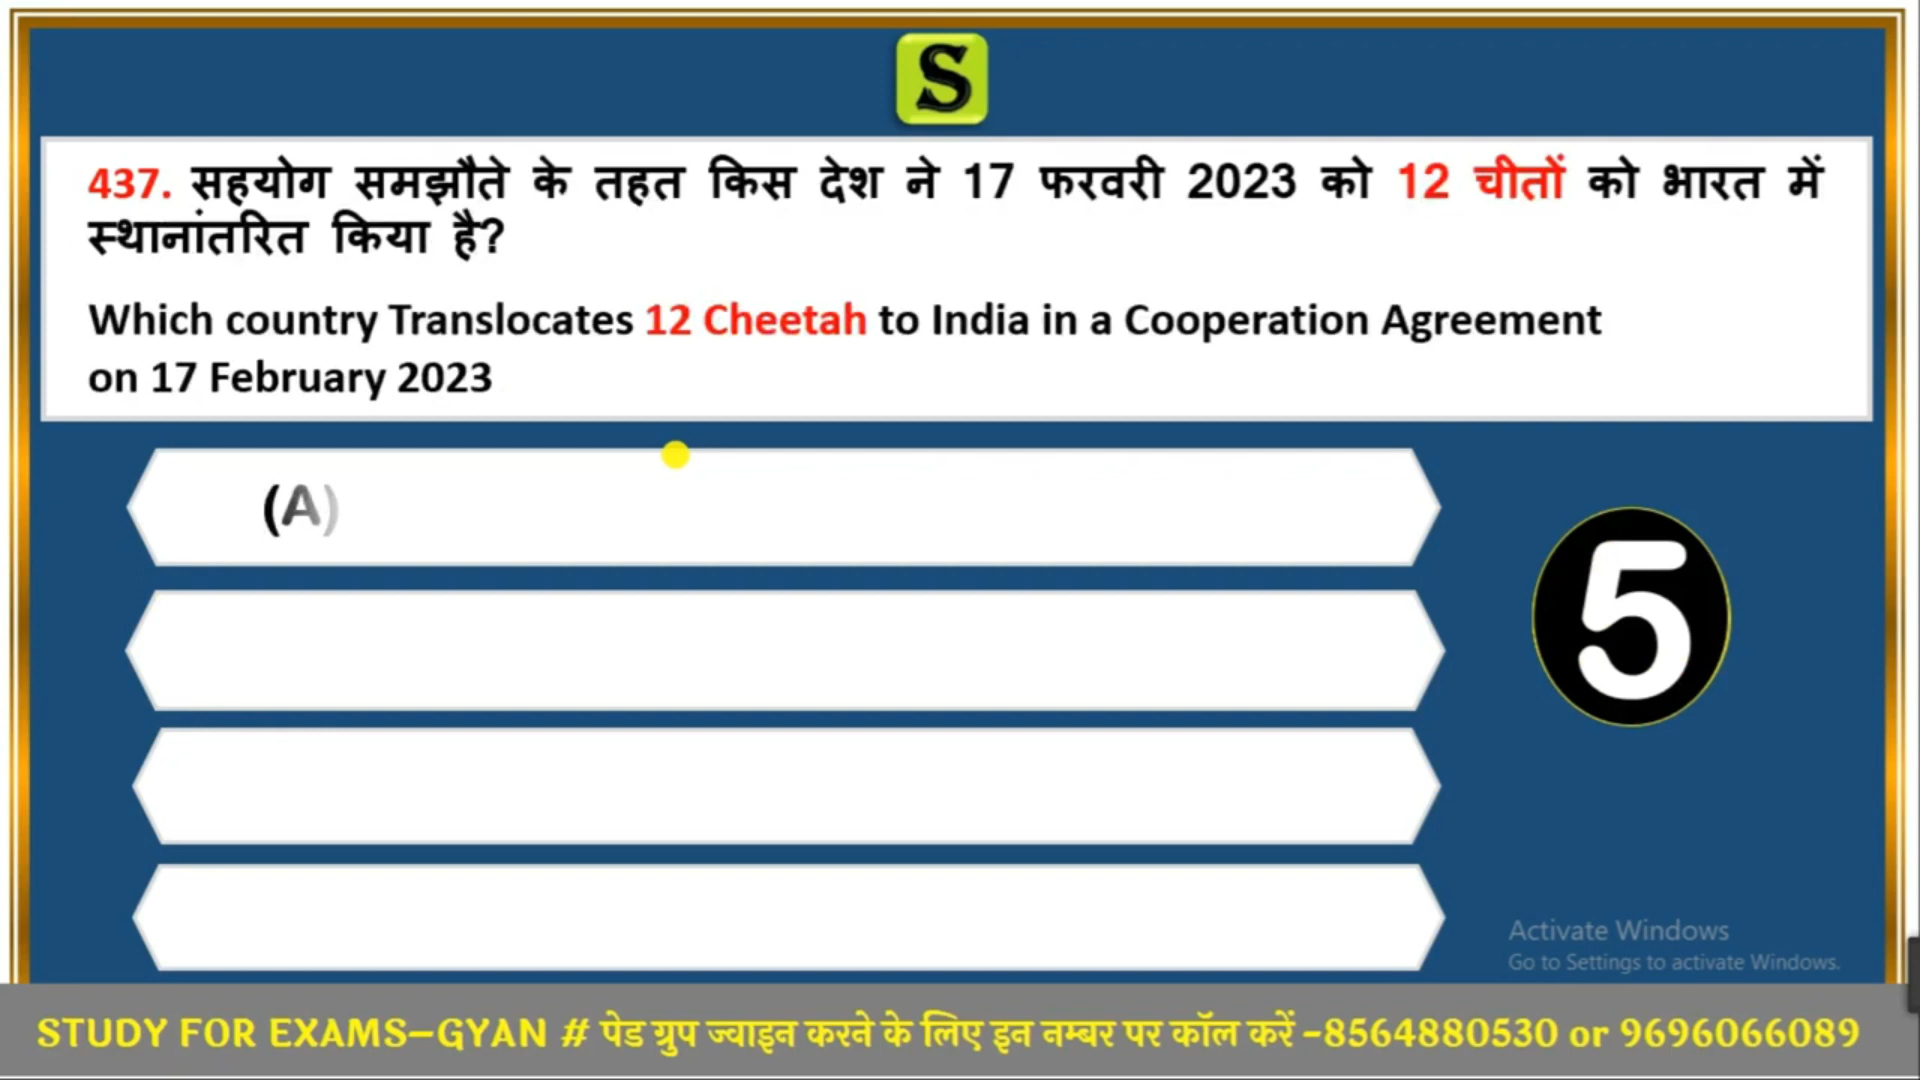 S
437. सहयोग समझौते के तहत किस देश ने 17 फरवरी 2023 को 12 चीतों को भारत में
स्थानांतरित किया है?
Which country Translocates 12 Cheetah to India in a Cooperation Agreement
on 17 February 2023
(A)
5
Activate Windows
Go to Settings to activate Windows.
STUDY FOR EXAMS–GYAN # पेड ग्रुप ज्वाइन करने के लिए इन नम्बर पर कॉल करें –8564880530 or 9696066089